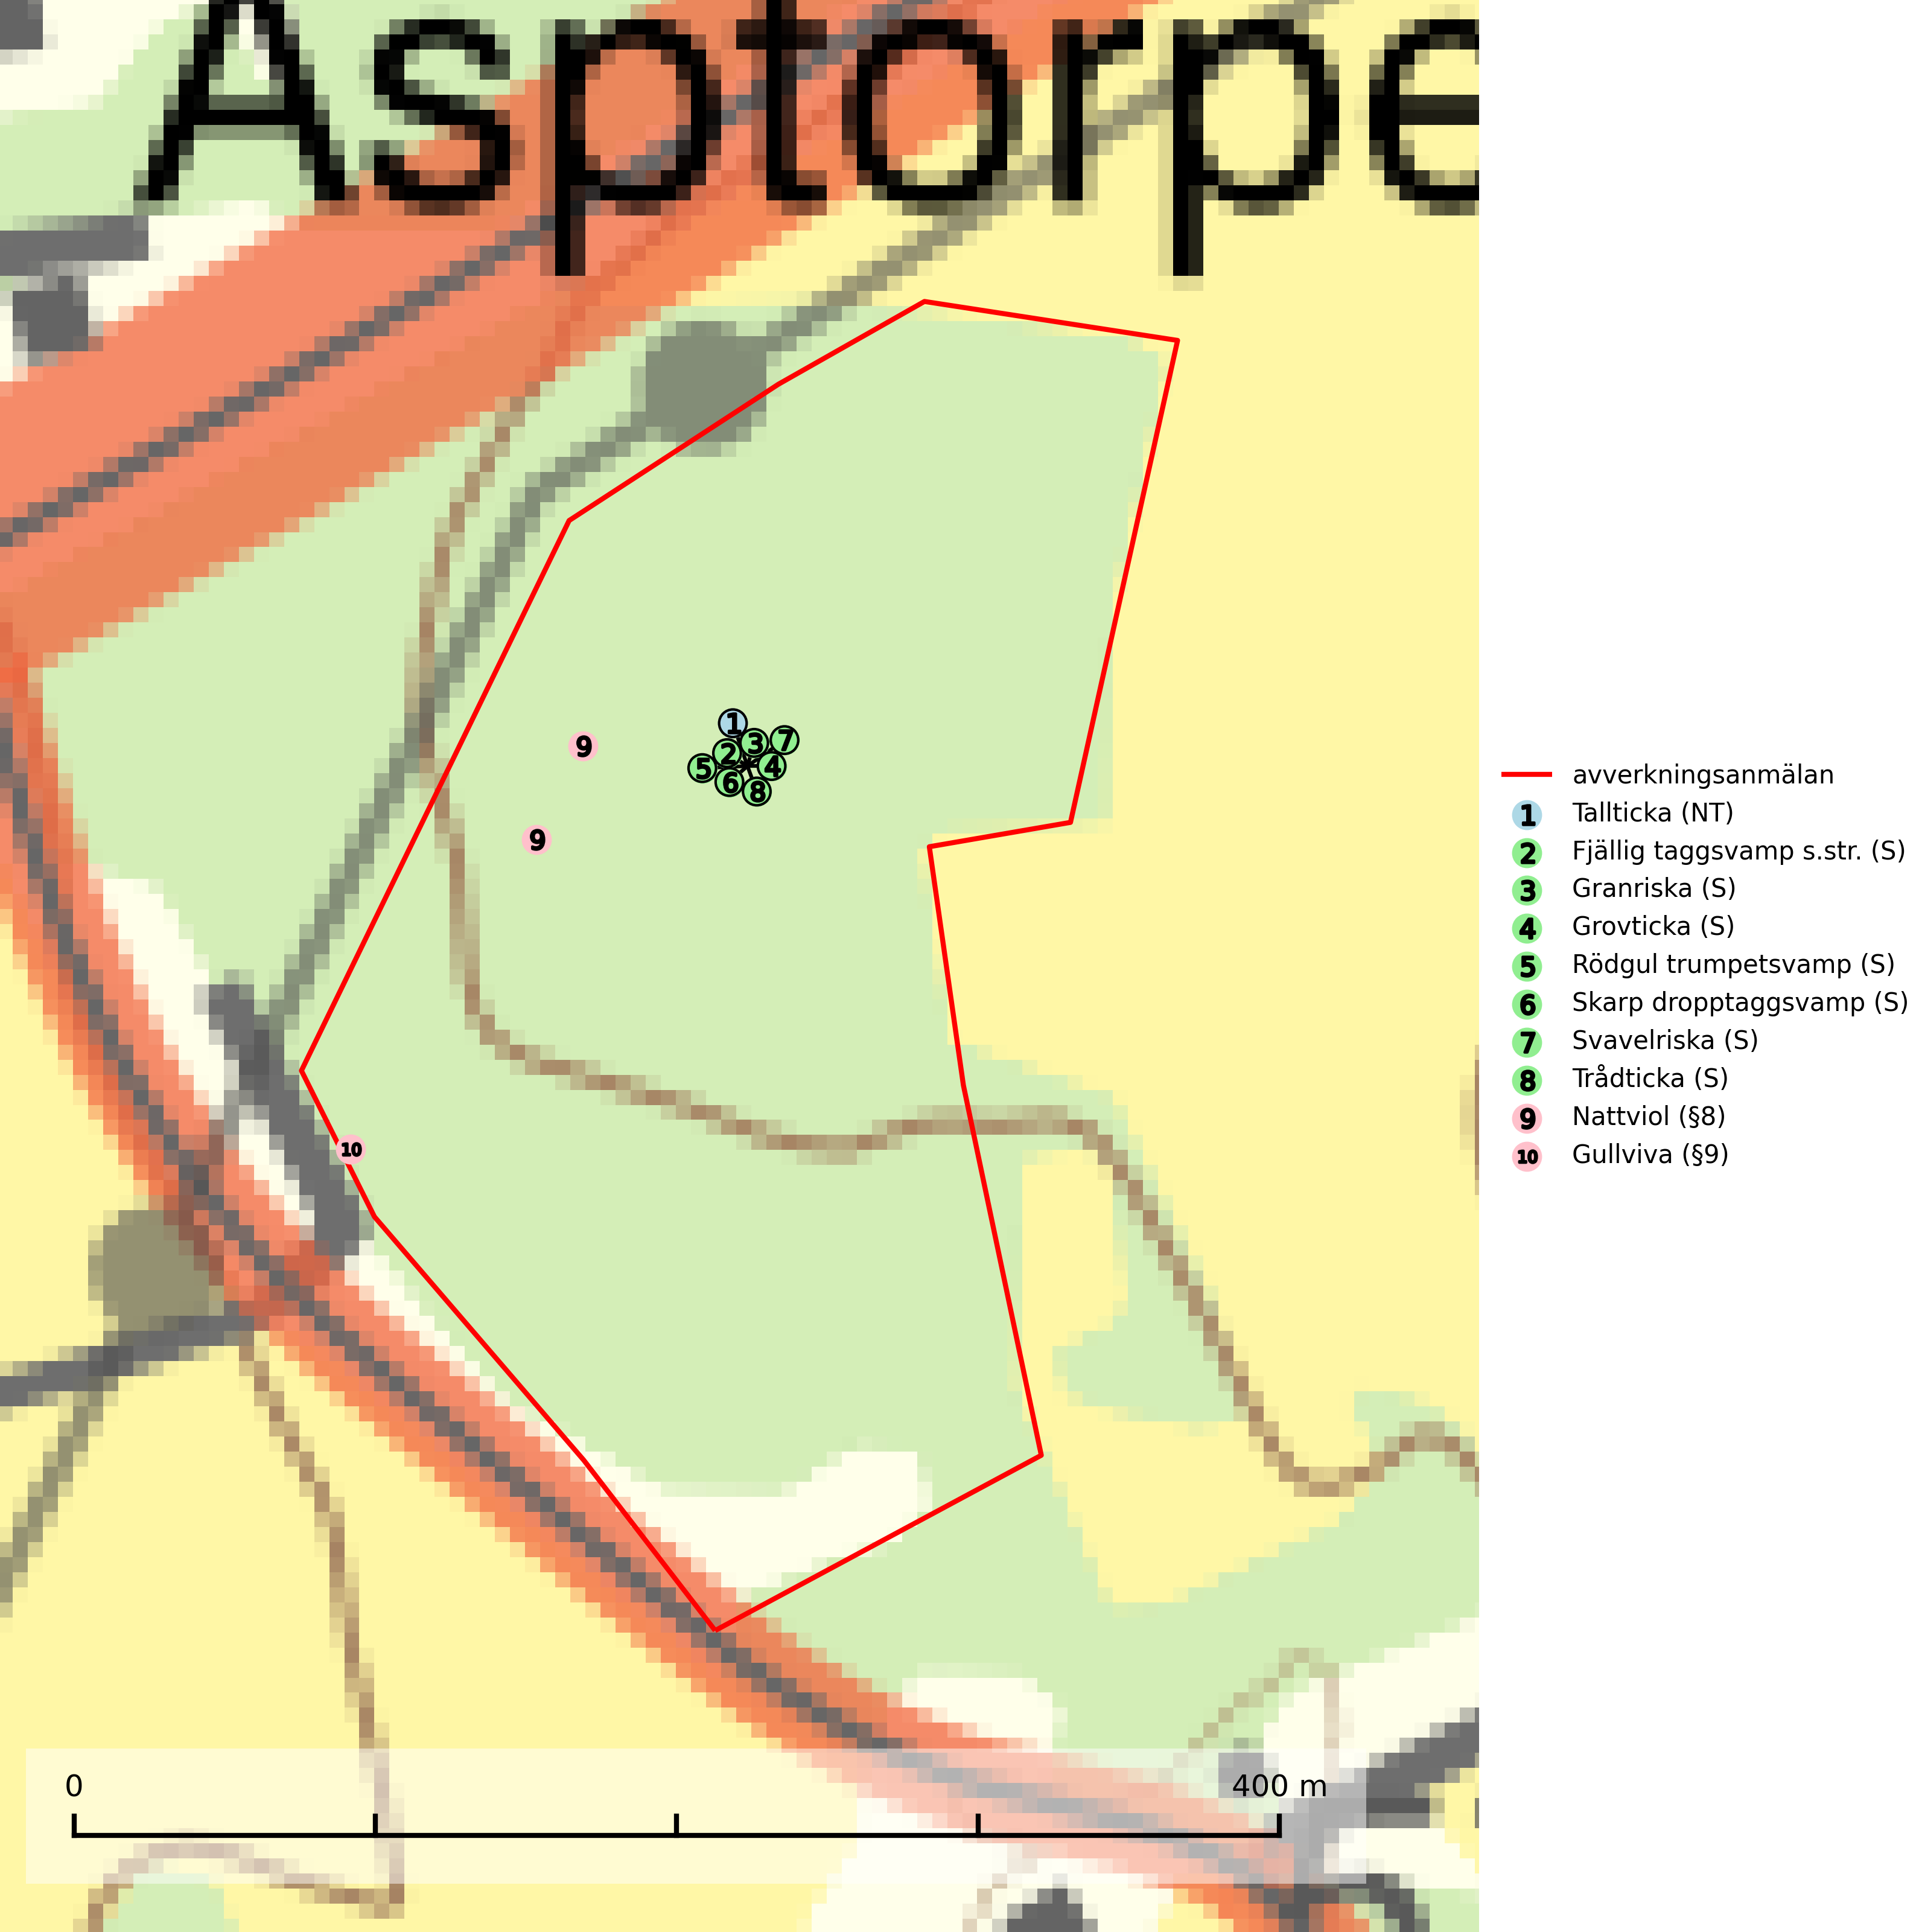 Asptorpe
1
9
3
7
2
5
4
6
8
9
10
0
400 m
avverkningsanmälan
1 Tallticka (NT)
2 Fjällig taggsvamp s.str. (S)
3 Granriska (S)
4 Grovticka (S)
5 Rödgul trumpetsvamp (S)
6 Skarp dropptaggsvamp (S)
7 Svavelriska (S)
8 Trådticka (S)
9 Nattviol (§8)
10 Gullviva (§9)